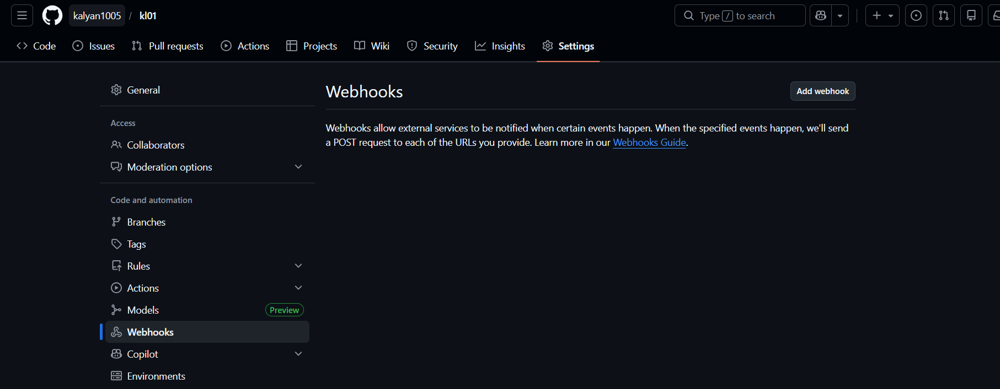 kalyan1005 / kl01
Type / to search
Code
Issues
Pull requests
Actions
Projects
Wiki
Security
Insights
Settings
General
Access
Collaborators
Moderation options
Code and automation
Branches
Tags
Rules
Actions
Models Preview
Webhooks
Copilot
Environments
Webhooks
Add webhook
Webhooks allow external services to be notified when certain events happen. When the specified events happen, we'll send
a POST request to each of the URLs you provide. Learn more in our Webhooks Guide.